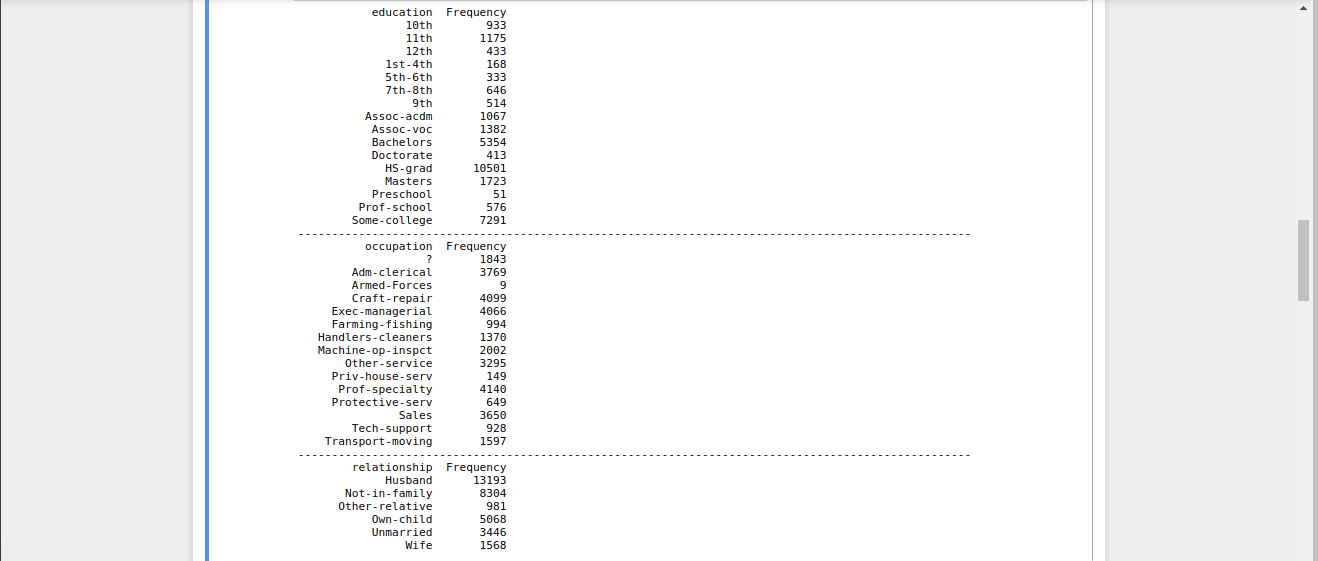 education Frequency
10th 933
11th 1175
12th 433
1st-4th 168
5th-6th 333
7th-8th 646
9th 514
Assoc-acdm 1067
Assoc-voc 1382
Bachelors 5354
Doctorate 413
HS-grad 10501
Masters 1723
Preschool 51
Prof-school 576
Some-college 7291
----------------------------------------------------------------------------------------------------
occupation Frequency
? 1843
Adm-clerical 3769
Armed-Forces 9
Craft-repair 4099
Exec-managerial 4066
Farming-fishing 994
Handlers-cleaners 1370
Machine-op-inspct 2002
Other-service 3295
Priv-house-serv 149
Prof-specialty 4140
Protective-serv 649
Sales 3650
Tech-support 928
Transport-moving 1597
----------------------------------------------------------------------------------------------------
relationship Frequency
Husband 13193
Not-in-family 8304
Other-relative 981
Own-child 5068
Unmarried 3446
Wife 1568